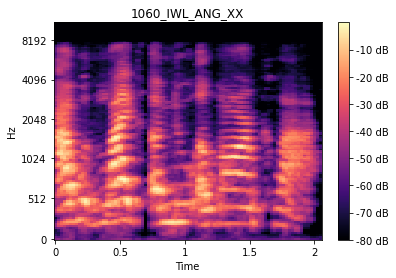 1060_IWL_ANG_XX
8192
4096
2048
1024
512
0
Hz
0
0.5
1
1.5
2
Time
-10 dB
-20 dB
-30 dB
-40 dB
-50 dB
-60 dB
-70 dB
-80 dB